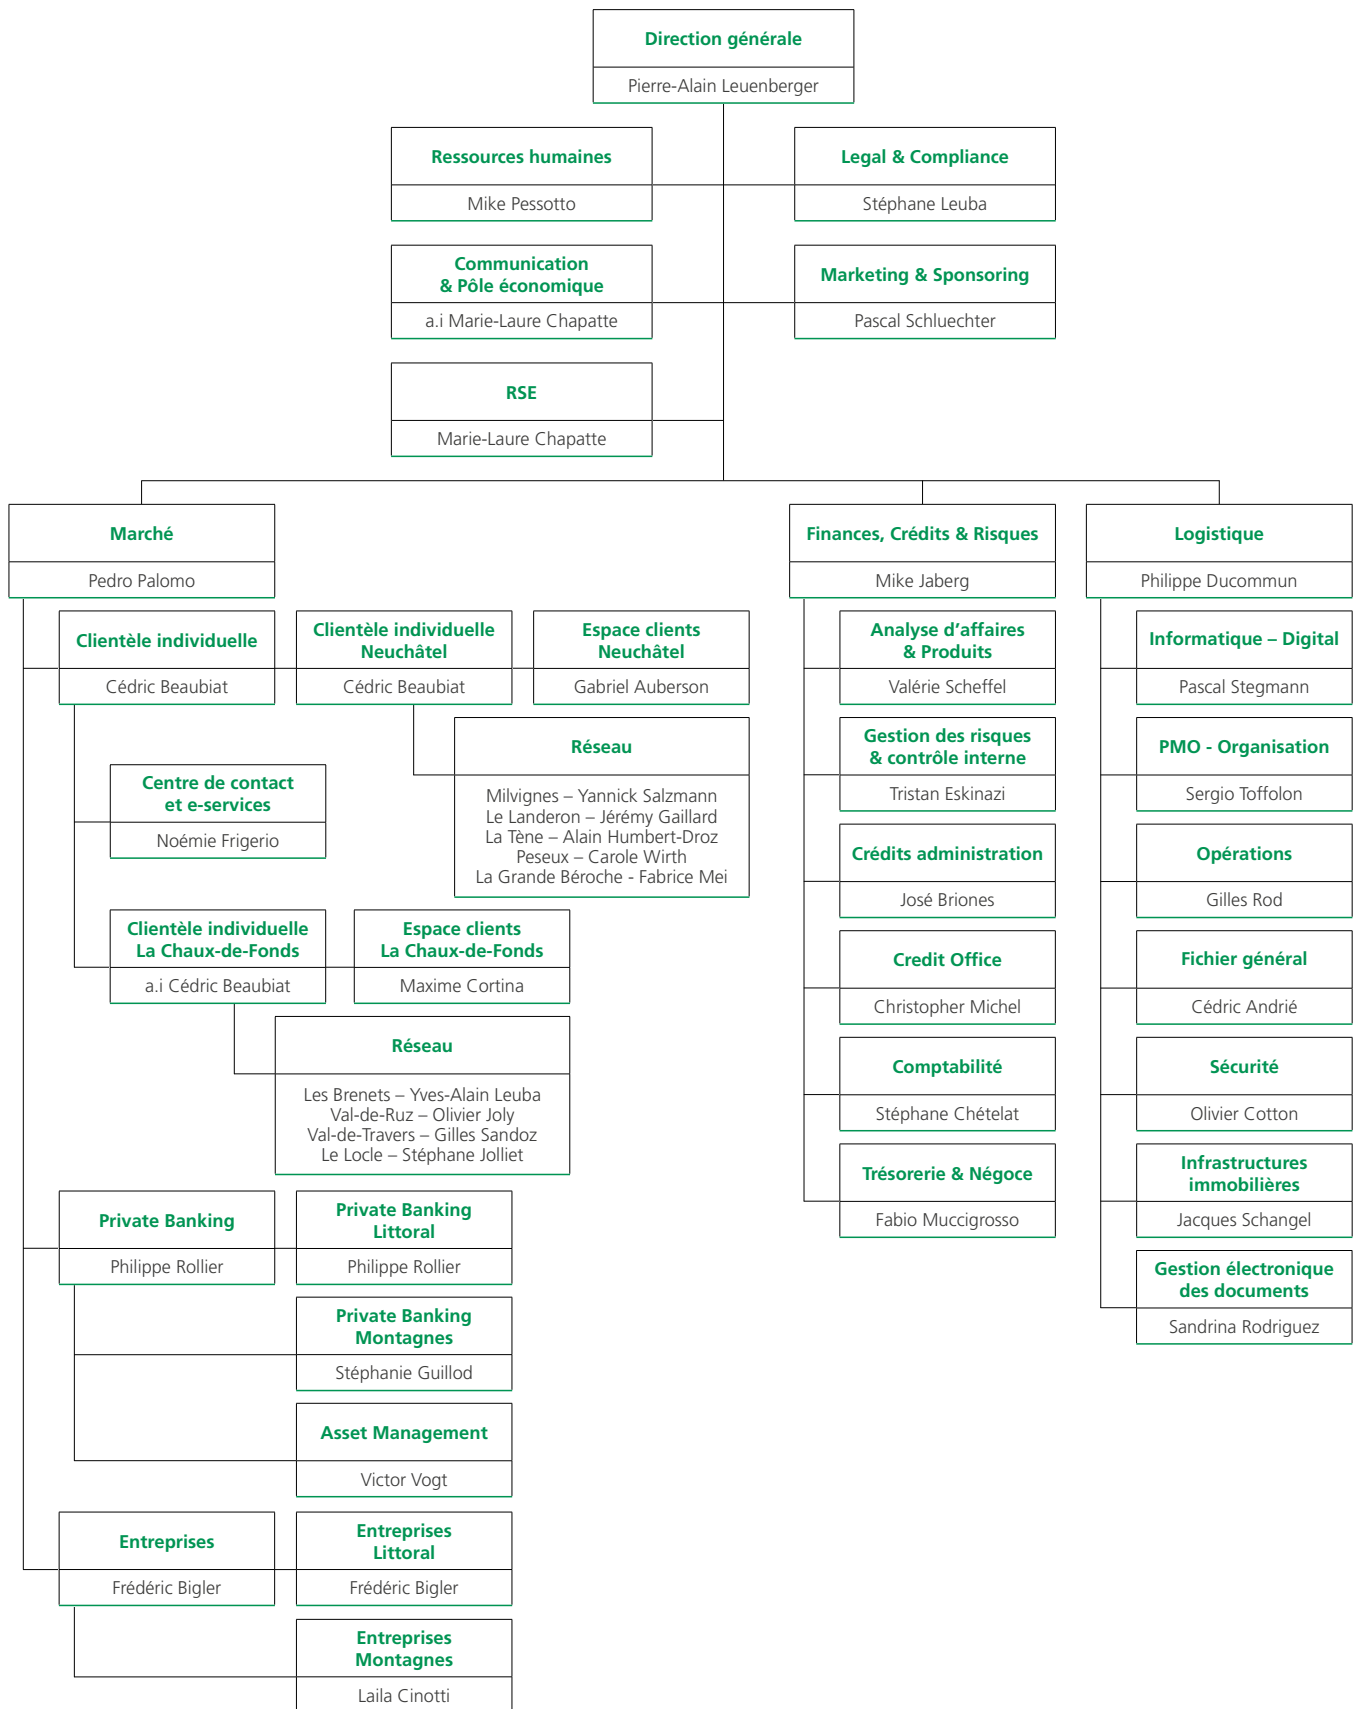 Direction générale
Pierre-Alain Leuenberger
Ressources humaines
Mike Pessotto
Legal & Compliance
Stéphane Leuba
Communication
& Pôle économique
a.i Marie-Laure Chapatte
Marketing & Sponsoring
Pascal Schluechter
RSE
Marie-Laure Chapatte
Marché
Pedro Palomo
Clientèle individuelle
Cédric Beaubiat
Clientèle individuelle
Neuchâtel
Cédric Beaubiat
Espace clients
Neuchâtel
Gabriel Auberson
Réseau
Milvignes – Yannick Salzmann
Le Landeron – Jérémy Gaillard
La Tène – Alain Humbert-Droz
Peseux – Carole Wirth
La Grande Béroche - Fabrice Mei
Centre de contact
et e-services
Noémie Frigerio
Clientèle individuelle
La Chaux-de-Fonds
a.i Cédric Beaubiat
Espace clients
La Chaux-de-Fonds
Maxime Cortina
Réseau
Les Brenets – Yves-Alain Leuba
Val-de-Ruz – Olivier Joly
Val-de-Travers – Gilles Sandoz
Le Locle – Stéphane Jolliet
Private Banking
Philippe Rollier
Private Banking
Littoral
Philippe Rollier
Private Banking
Montagnes
Stéphanie Guillod
Asset Management
Victor Vogt
Entreprises
Frédéric Bigler
Entreprises
Littoral
Frédéric Bigler
Entreprises
Montagnes
Laila Cinotti
Finances, Crédits & Risques
Mike Jaberg
Analyse d’affaires
& Produits
Valérie Scheffel
Gestion des risques
& contrôle interne
Tristan Eskinazi
Crédits administration
José Briones
Credit Office
Christopher Michel
Comptabilité
Stéphane Chételat
Trésorerie & Négoce
Fabio Muccigrosso
Logistique
Philippe Ducommun
Informatique – Digital
Pascal Stegmann
PMO - Organisation
Sergio Toffolon
Opérations
Gilles Rod
Fichier général
Cédric Andrié
Sécurité
Olivier Cotton
Infrastructures
immobilières
Jacques Schangel
Gestion électronique
des documents
Sandrina Rodriguez